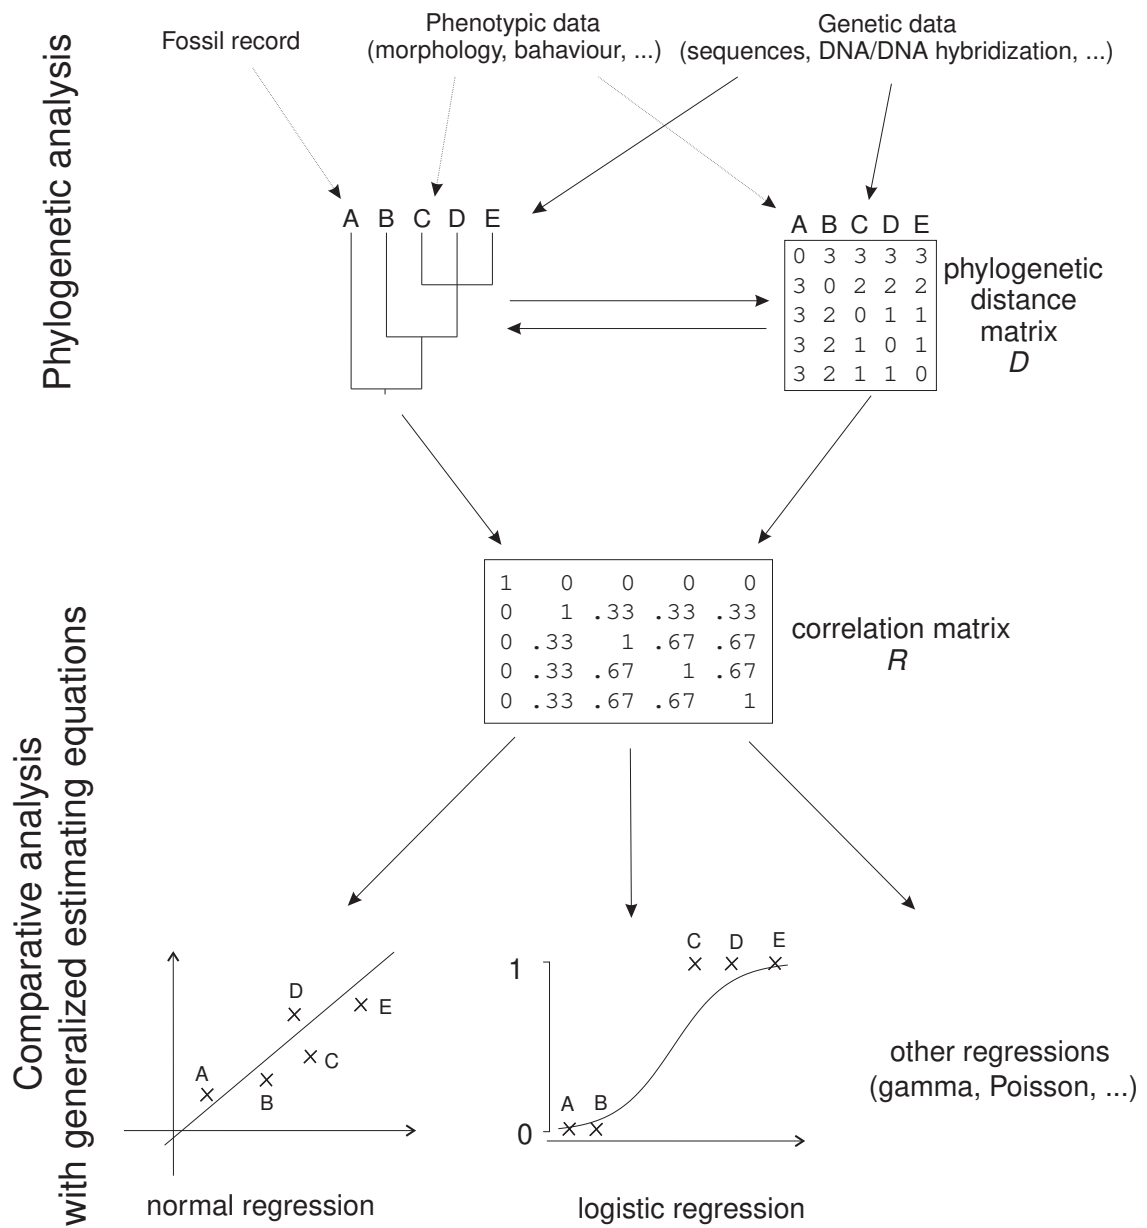 Phylogenetic analysis
Fossil record
Phenotypic data
(morphology, bahaviour, ...)
Genetic data
(sequences, DNA/DNA hybridization, ...)
A B C D E
A B C D E
0 3 3 3 3
3 0 2 2 2
3 2 0 1 1
3 2 1 0 1
3 2 1 1 0
phylogenetic
distance
matrix
D
1 0 0 0 0
0 1 .33 .33 .33
0 .33 1 .67 .67
0 .33 .67 1 .67
0 .33 .67 .67 1
correlation matrix
R
Comparative analysis
with generalized estimating equations
A
B
D
C
E
normal regression
1
0
A
B
C
D
E
logistic regression
other regressions
(gamma, Poisson, ...)